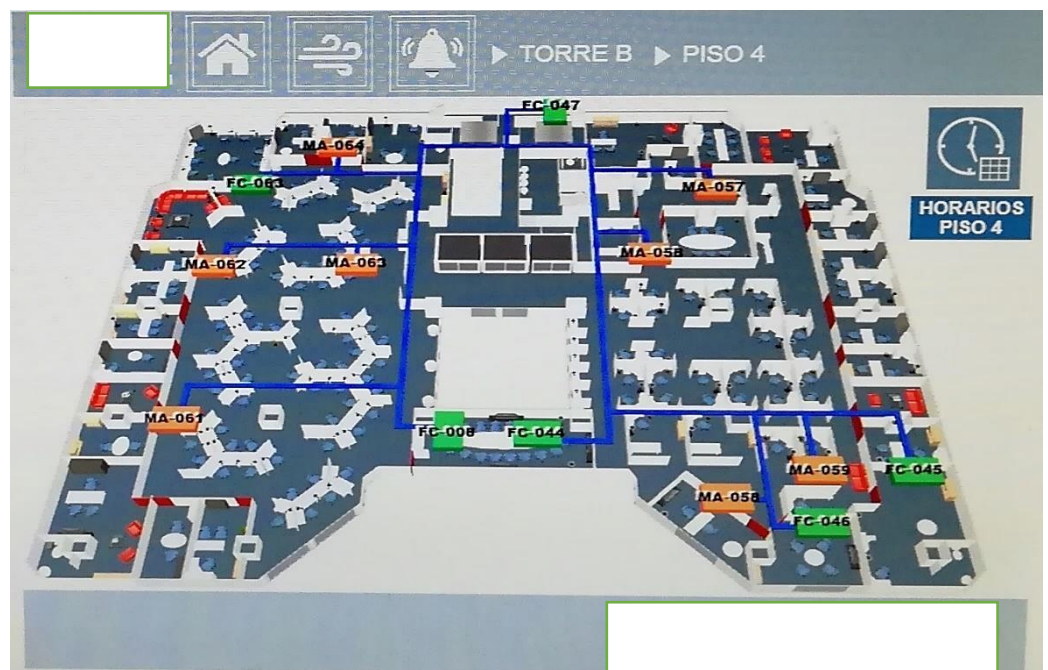 TORRE B PISO 4
FC-047
MA-064
FC-063
MA-057
HORARIOS
PISO 4
MA-062
MA-063
MA-058
MA-061
FC-008
FC-044
MA-059
FC-045
MA-058
FC-046